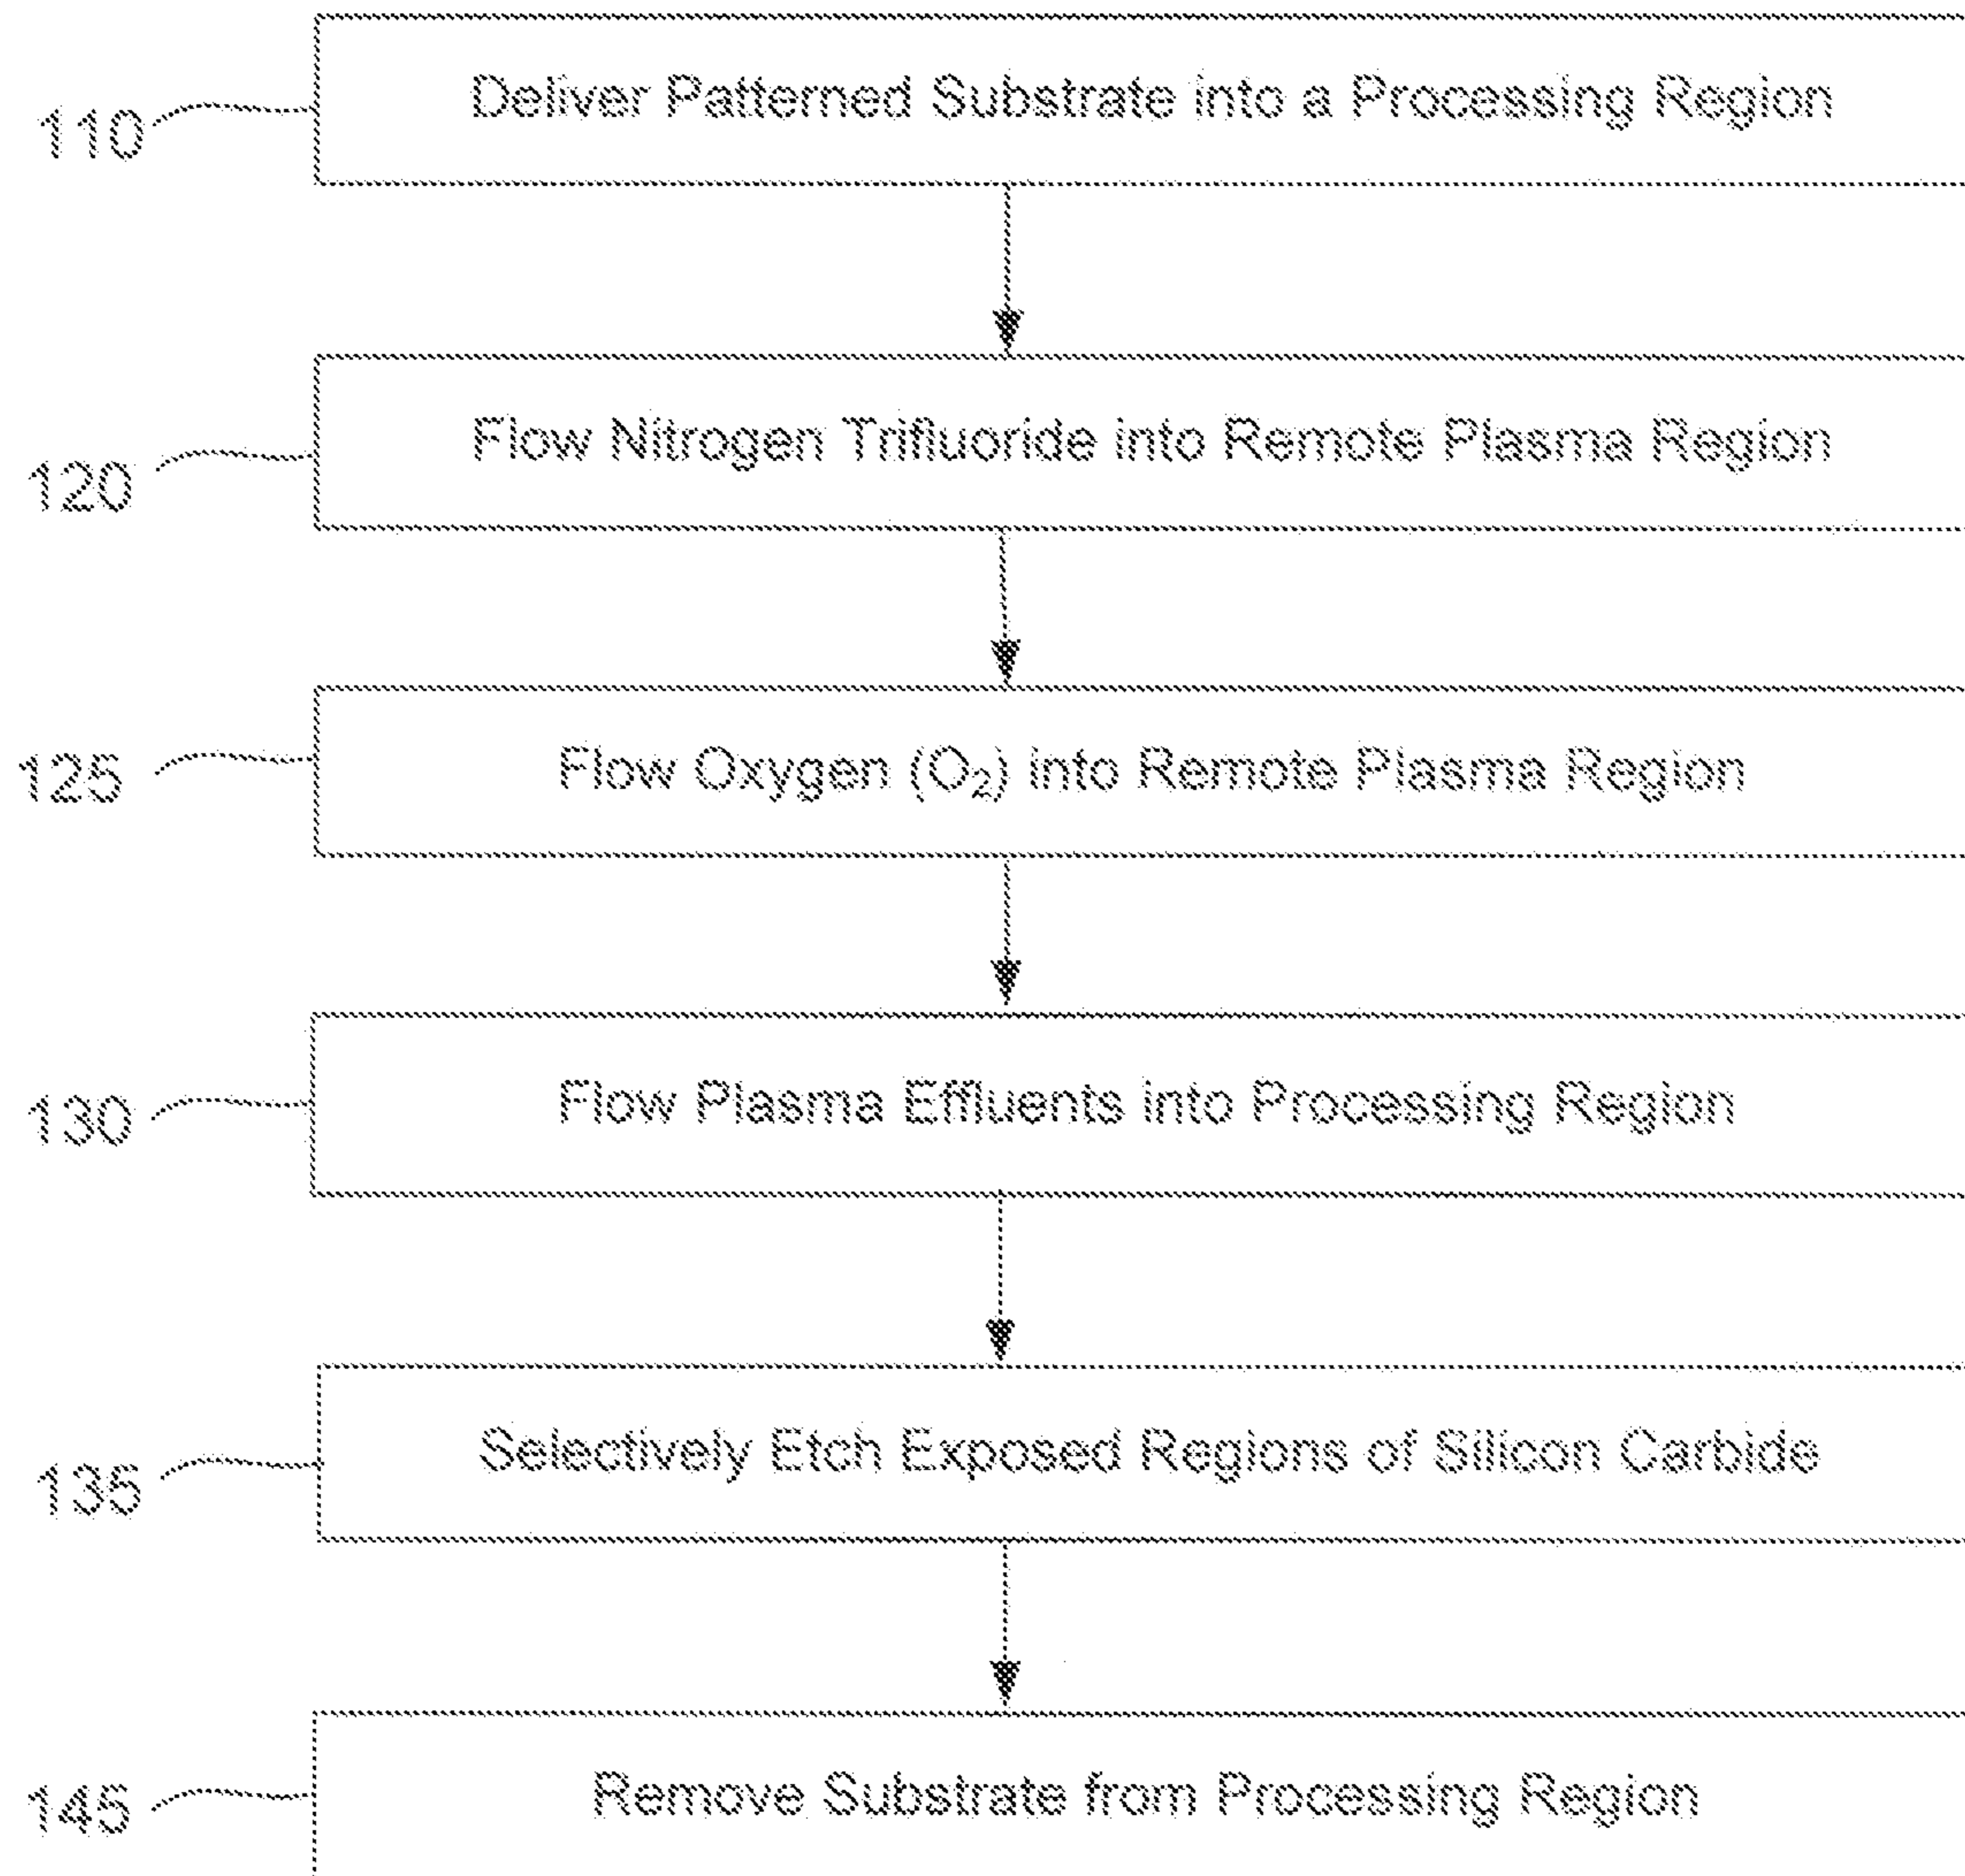 110 Deliver Patterned Substrate into a Processing Region
120 Flow Nitrogen Trifluoride into Remote Plasma Region
125 Flow Oxygen (O₂) into Remote Plasma Region
130 Flow Plasma Effluents into Processing Region
135 Selectively Etch Exposed Regions of Silicon Carbide
145 Remove Substrate from Processing Region